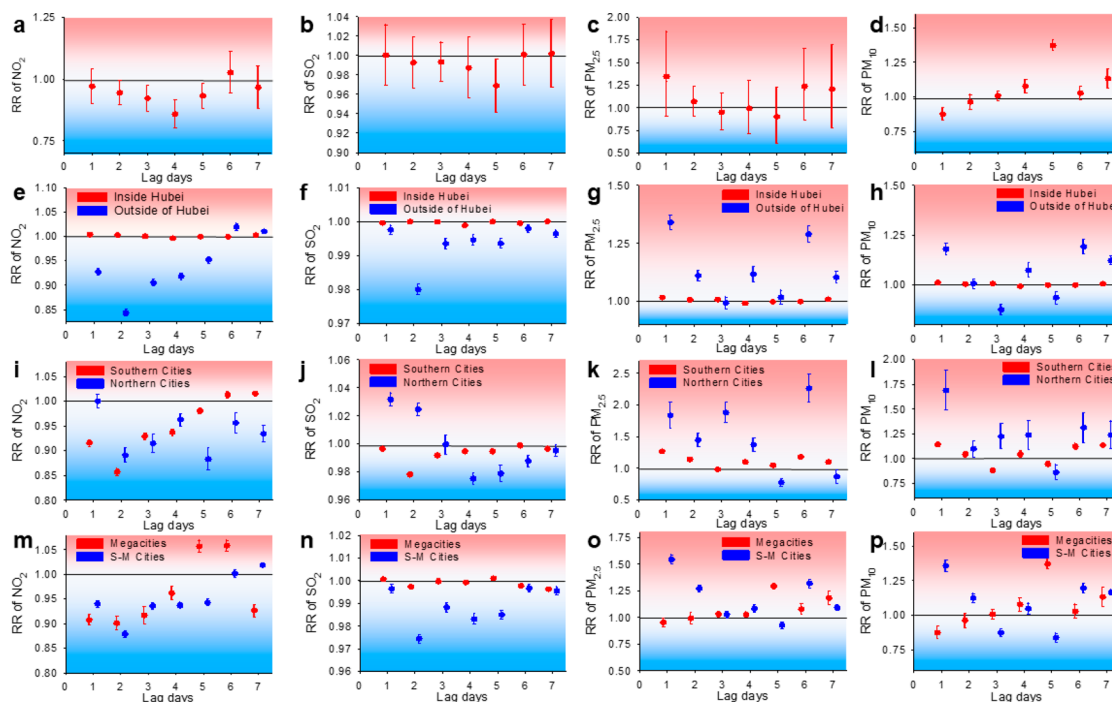 a
RR of NO2
1.25
1.00
0.75
0 1 2 3 4 5 6 7
Lag days
b
RR of SO2
1.04
1.02
1.00
0.98
0.96
0.94
0.92
0.90
0 1 2 3 4 5 6 7
Lag days
c
RR of PM2.5
2.00
1.75
1.50
1.25
1.00
0.75
0.50
0 1 2 3 4 5 6 7
Lag days
d
RR of PM10
1.50
1.25
1.00
0.75
0 1 2 3 4 5 6 7
Lag days
e
RR of NO2
1.10
1.05
1.00
0.95
0.90
0.85
Inside Hubei
Outside of Hubei
0 1 2 3 4 5 6 7
Lag days
f
RR of SO2
1.01
1.00
0.99
0.98
0.97
Inside Hubei
Outside of Hubei
0 1 2 3 4 5 6 7
Lag days
g
RR of PM2.5
1.50
1.25
1.00
Inside Hubei
Outside of Hubei
0 1 2 3 4 5 6 7
Lag days
h
RR of PM10
1.50
1.25
1.00
0.80
Inside Hubei
Outside of Hubei
0 1 2 3 4 5 6 7
Lag days
i
RR of NO2
1.05
1.00
0.95
0.90
0.85
0.80
Southern Cities
Northern Cities
0 1 2 3 4 5 6 7
Lag days
j
RR of SO2
1.06
1.04
1.02
1.00
0.98
0.96
Southern Cities
Northern Cities
0 1 2 3 4 5 6 7
Lag days
k
RR of PM2.5
2.5
2.0
1.5
1.0
0.5
Southern Cities
Northern Cities
0 1 2 3 4 5 6 7
Lag days
l
RR of PM10
2.00
1.75
1.50
1.25
1.00
0.60
Southern Cities
Northern Cities
0 1 2 3 4 5 6 7
Lag days
m
RR of NO2
1.05
1.00
0.95
0.90
0.80
Megacities
S-M Cities
0 1 2 3 4 5 6 7
Lag days
n
RR of SO2
1.02
1.01
1.00
0.99
0.98
0.97
0.96
Megacities
S-M Cities
0 1 2 3 4 5 6 7
Lag days
o
RR of PM2.5
1.75
1.50
1.25
1.00
0.75
0.50
Megacities
S-M Cities
0 1 2 3 4 5 6 7
Lag days
p
RR of PM10
1.50
1.25
1.00
0.75
Megacities
S-M Cities
0 1 2 3 4 5 6 7
Lag days